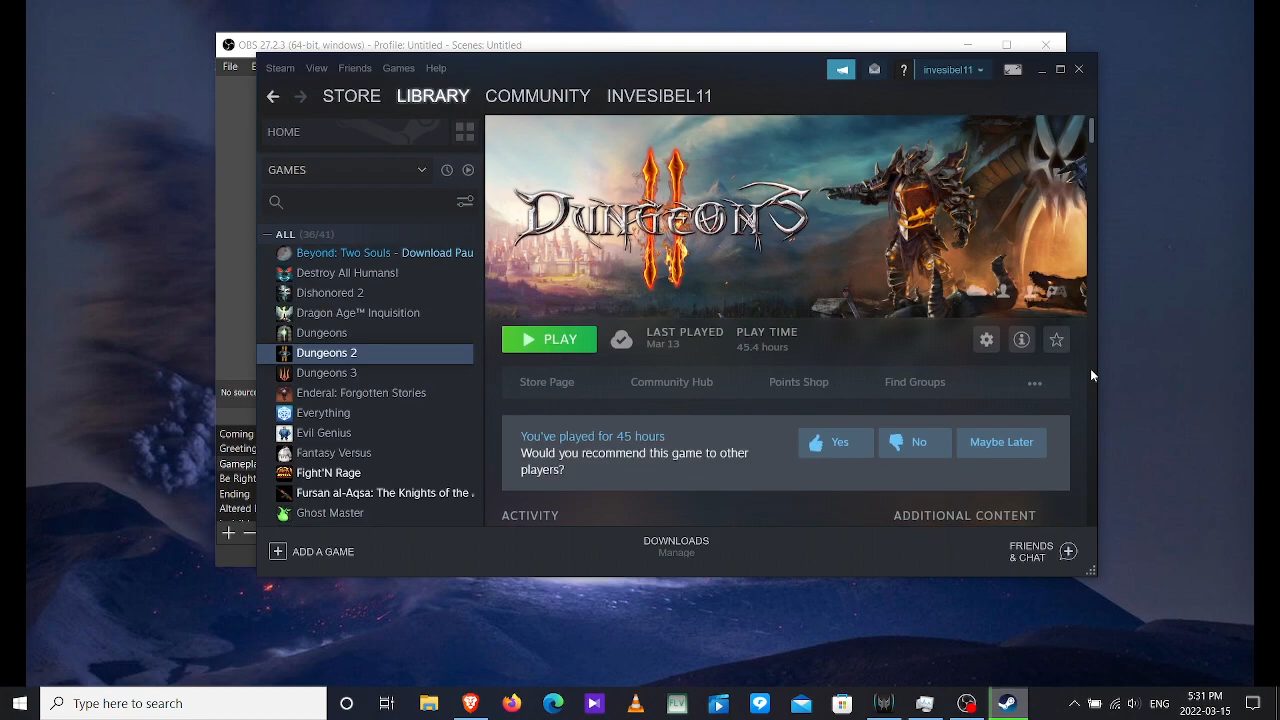 OBS 27.2.3 (64-bit, windows) - Profile: Untitled - Scenes: Untitled
File
Steam View Friends Games Help
invesibel11
STORE LIBRARY COMMUNITY INVESIBEL11
HOME
GAMES
ALL (36/41)
Beyond: Two Souls - Download Pau
Destroy All Humans!
Dishonored 2
Dragon Age™ Inquisition
Dungeons
Dungeons 2
Dungeons 3
Enderal: Forgotten Stories
Everything
Evil Genius
Fantasy Versus
Fight'N Rage
Fursan al-Aqsa: The Knights of the
Ghost Master
DUNGEONS
II
PLAY
LAST PLAYED
Mar 13
PLAY TIME
45.4 hours
Store Page Community Hub Points Shop Find Groups
You've played for 45 hours
Would you recommend this game to other
players?
Yes No Maybe Later
ACTIVITY
ADDITIONAL CONTENT
No sourc
Coming
Greeting
Gamepla
Be Right
Ending
Altered
ADD A GAME
DOWNLOADS
Manage
FRIENDS
& CHAT
Type here to search
FLV
ENG
5:31 PM
2022-03-15